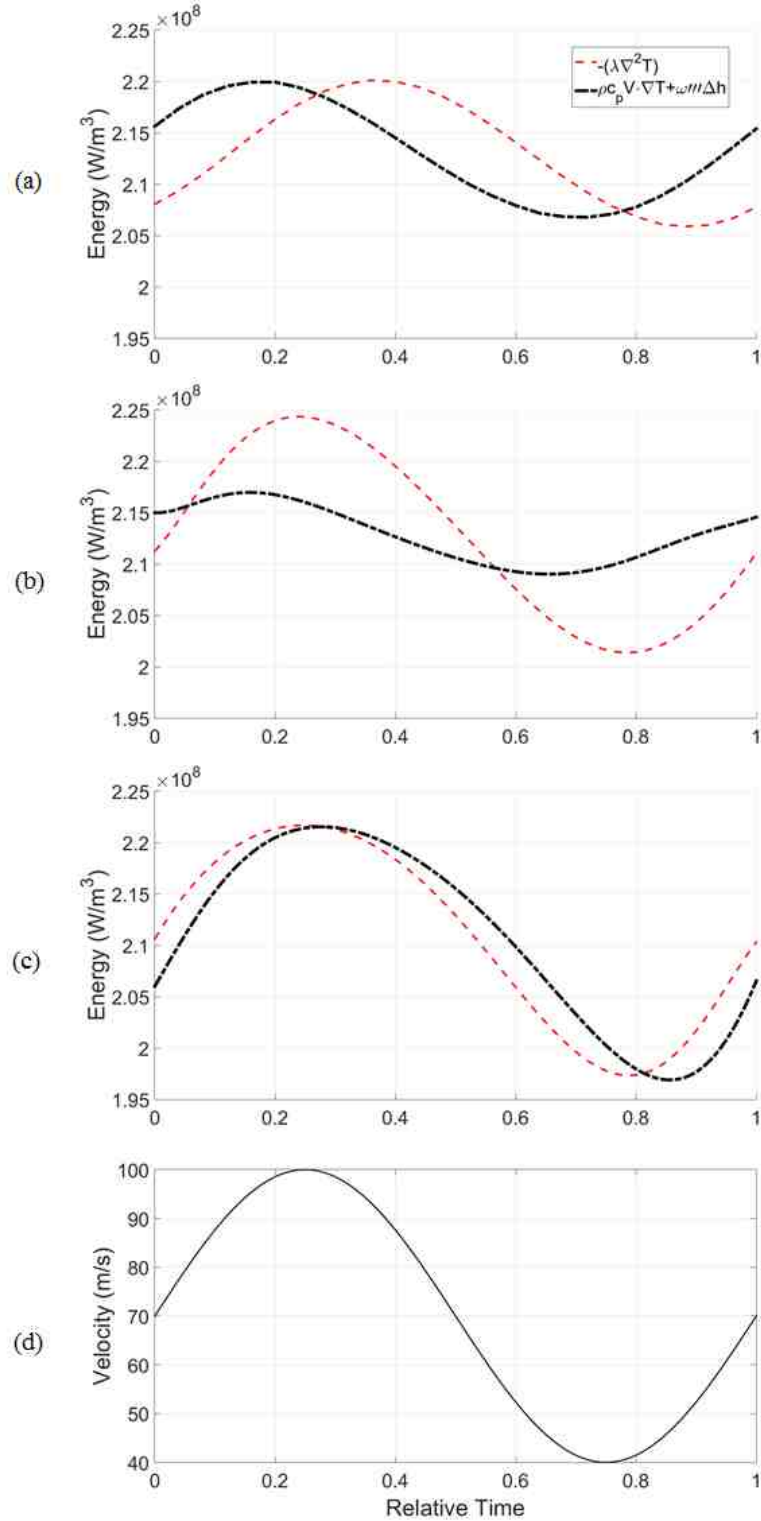 ×10⁸
2.25
2.2
2.15
2.1
2.05
2
1.95
Energy (W/m³)
(a)
-(λ∇²T)
ρc_pV·∇T+ω′′′Δh
0 0.2 0.4 0.6 0.8 1
×10⁸
2.25
2.2
2.15
2.1
2.05
2
1.95
Energy (W/m³)
(b)
0 0.2 0.4 0.6 0.8 1
×10⁸
2.25
2.2
2.15
2.1
2.05
2
1.95
Energy (W/m³)
(c)
0 0.2 0.4 0.6 0.8 1
100
90
80
70
60
50
40
Velocity (m/s)
(d)
0 0.2 0.4 0.6 0.8 1
Relative Time